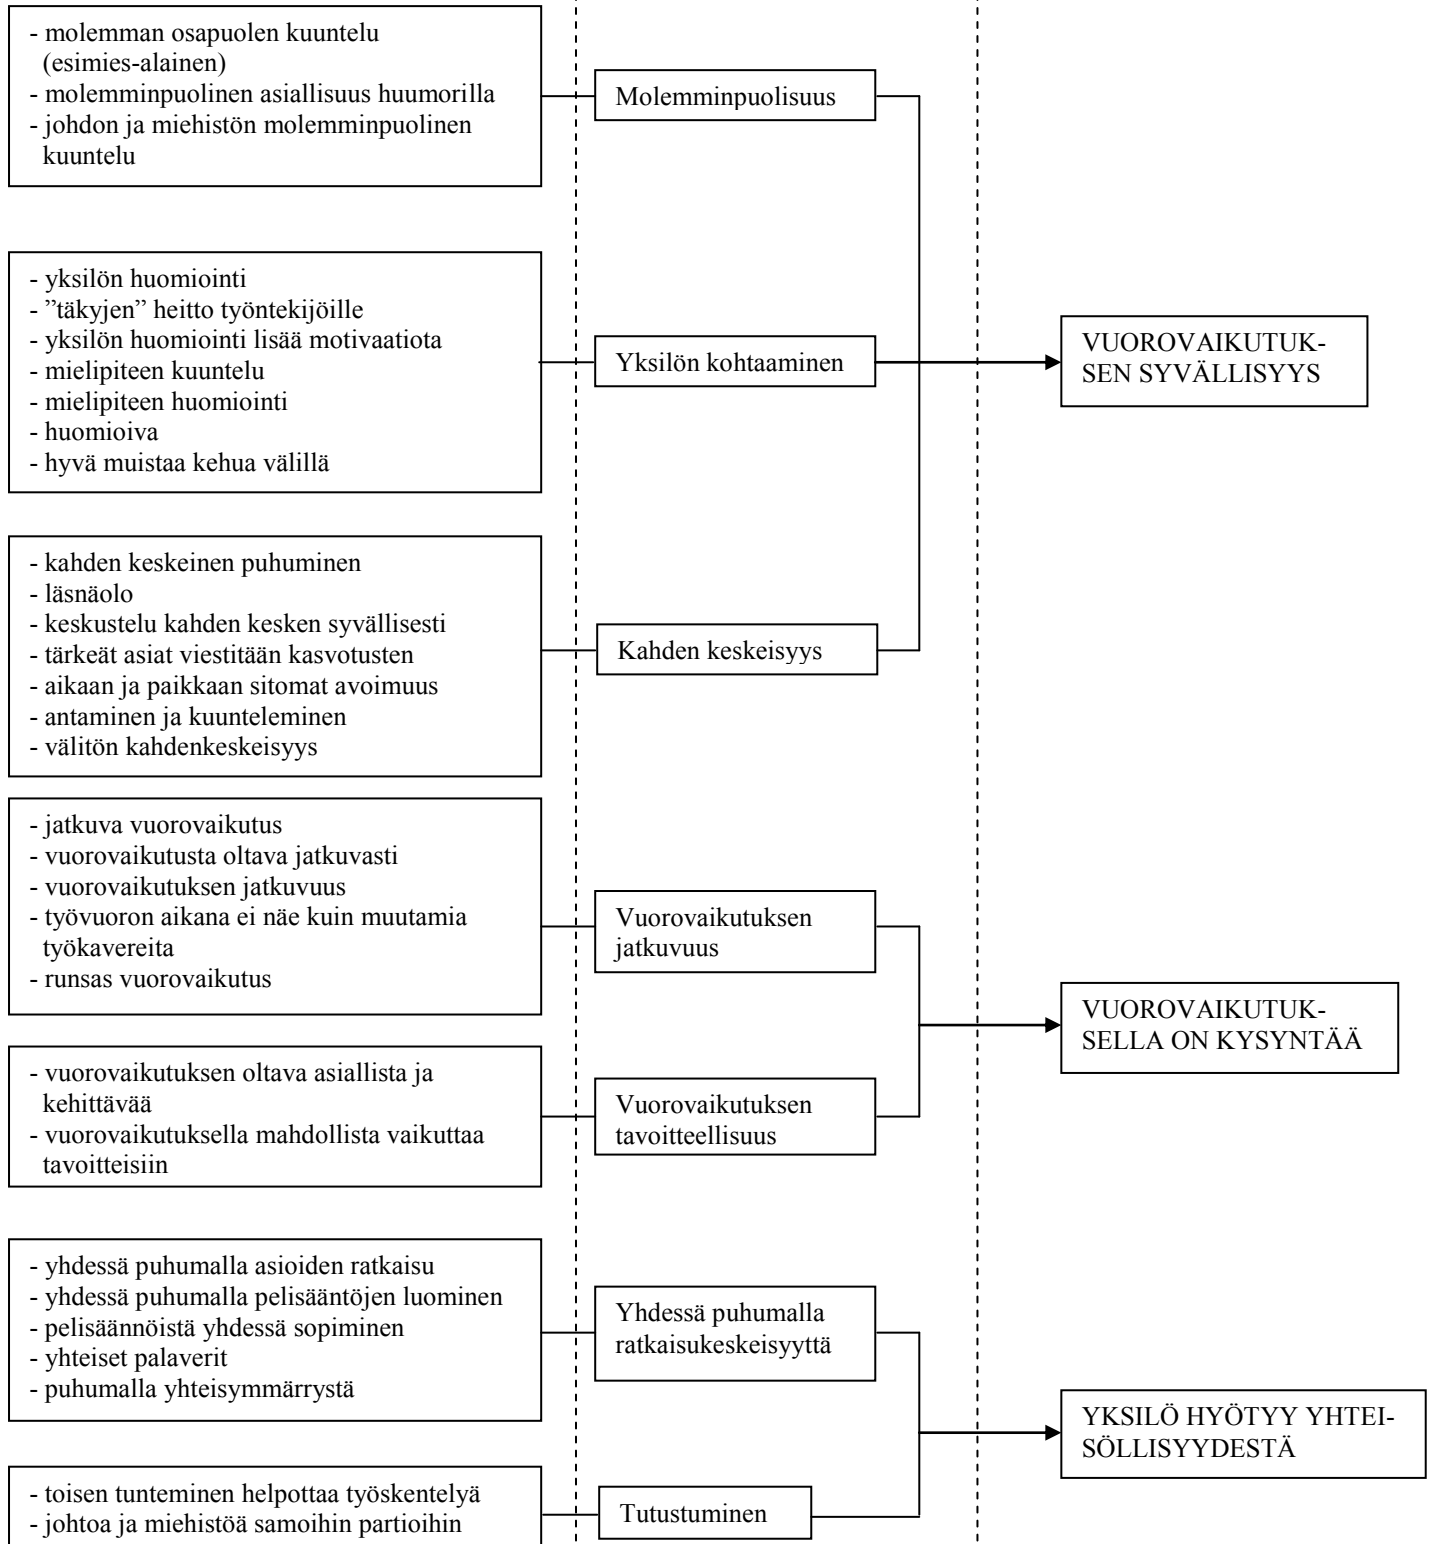 - molemman osapuolen kuuntelu
(esimies-alainen)
- molemminpuolinen asiallisuus huumorilla
- johdon ja miehistön molemminpuolinen
kuuntelu
Molemminpuolisuus
- yksilön huomiointi
- ”täkyjen” heitto työntekijöille
- yksilön huomiointi lisää motivaatiota
- mielipiteen kuuntelu
- mielipiteen huomiointi
- huomioiva
- hyvä muistaa kehua välillä
Yksilön kohtaaminen
VUOROVAIKUTUK-
SEN SYVÄLLISYYS
- kahden keskeinen puhuminen
- läsnäolo
- keskustelu kahden kesken syvällisesti
- tärkeät asiat viestitään kasvotusten
- aikaan ja paikkaan sitomat avoimuus
- antaminen ja kuunteleminen
- välitön kahdenkeskeisyys
Kahden keskeisyys
- jatkuva vuorovaikutus
- vuorovaikutusta oltava jatkuvasti
- vuorovaikutuksen jatkuvuus
- työvuoron aikana ei näe kuin muutamia
työkavereita
- runsas vuorovaikutus
Vuorovaikutuksen
jatkuvuus
VUOROVAIKUTUK-
SELLA ON KYSYNTÄÄ
- vuorovaikutuksen oltava asiallista ja
kehittävää
- vuorovaikutuksella mahdollista vaikuttaa
tavoitteisiin
Vuorovaikutuksen
tavoitteellisuus
- yhdessä puhumalla asioiden ratkaisu
- yhdessä puhumalla pelisääntöjen luominen
- pelisäännöistä yhdessä sopiminen
- yhteiset palaverit
- puhumalla yhteisymmärrystä
Yhdessä puhumalla
ratkaisukeskeisyyttä
YKSILÖ HYÖTYY YHTEI-
SÖLLISYYDESTÄ
- toisen tunteminen helpottaa työskentelyä
- johtoa ja miehistöä samoihin partioihin
Tutustuminen